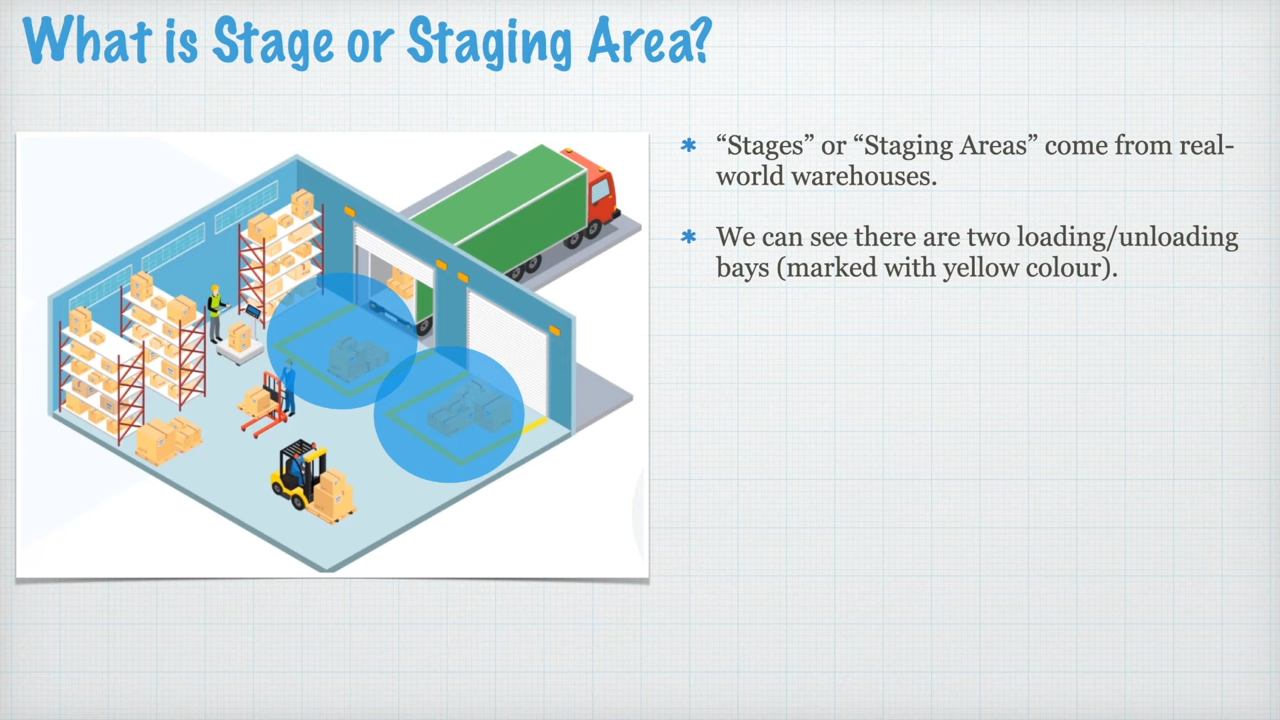 What is Stage or Staging Area?
“Stages” or “Staging Areas” come from real-
world warehouses.
We can see there are two loading/unloading
bays (marked with yellow colour).